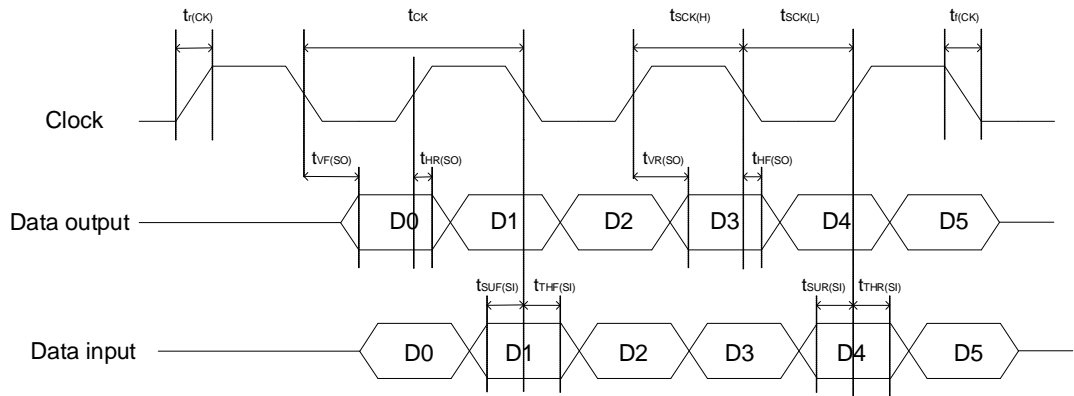 tr(CK) tCK tSCK(H) tSCK(L) tf(CK)
Clock
tVF(SO) tHR(SO) tVR(SO) tHF(SO)
Data output D0 D1 D2 D3 D4 D5
tSUF(SI) tTHF(SI) tSUR(SI) tTHR(SI)
Data input D0 D1 D2 D3 D4 D5